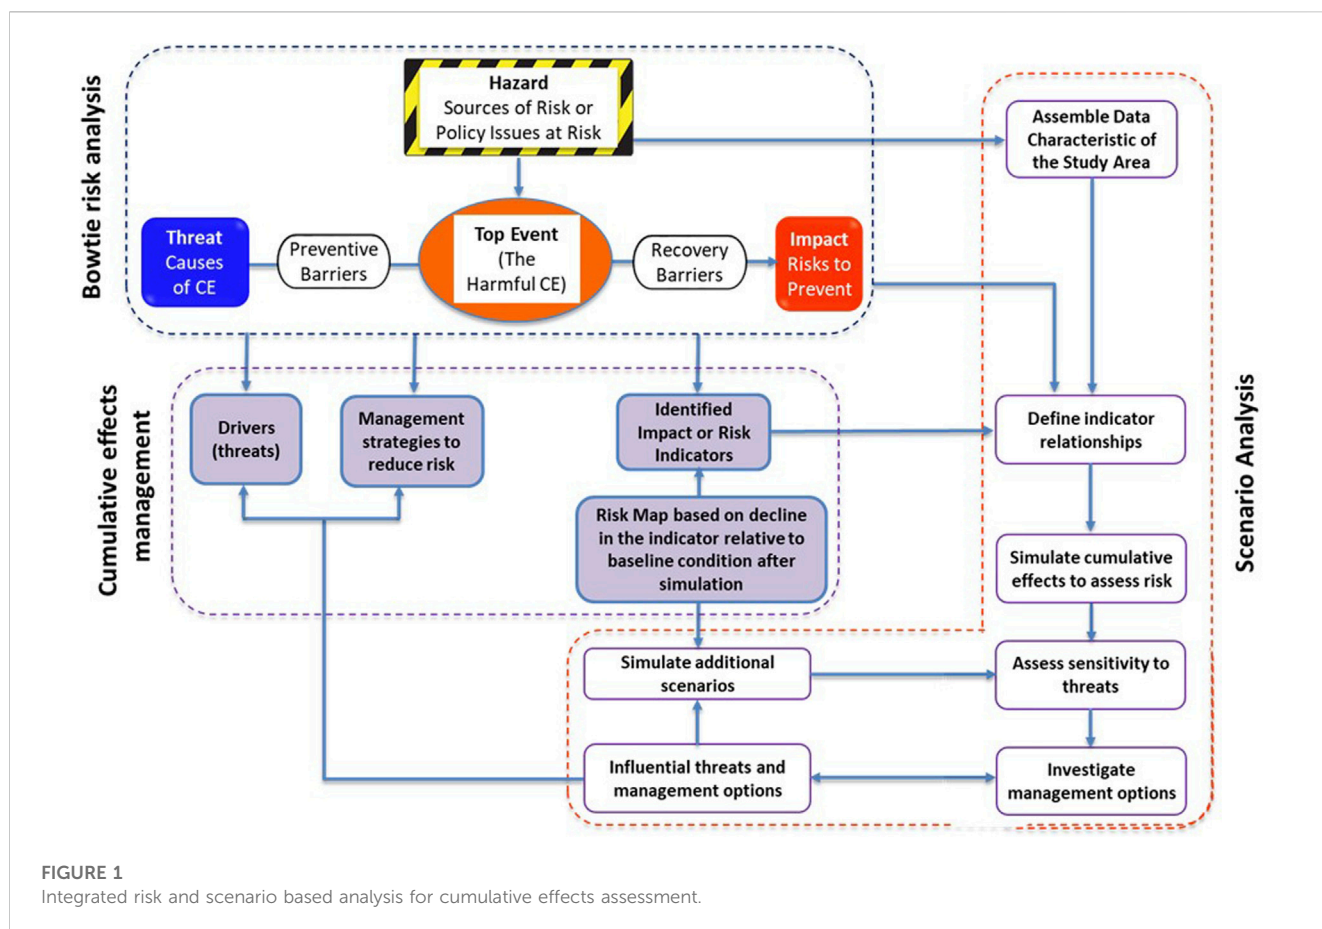 Bowtie risk analysis
Hazard
Sources of Risk or
Policy Issues at Risk
Threat
Causes
of CE
Preventive
Barriers
Top Event
(The
Harmful CE)
Recovery
Barriers
Impact
Risks to
Prevent
Cumulative effects
management
Drivers
(threats)
Management
strategies to
reduce risk
Identified
Impact or Risk
Indicators
Risk Map based on decline
in the indicator relative to
baseline condition after
simulation
Scenario Analysis
Assemble Data
Characteristic of
the Study Area
Define indicator
relationships
Simulate cumulative
effects to assess risk
Simulate additional
scenarios
Assess sensitivity to
threats
Influential threats and
management options
Investigate
management options
FIGURE 1
Integrated risk and scenario based analysis for cumulative effects assessment.